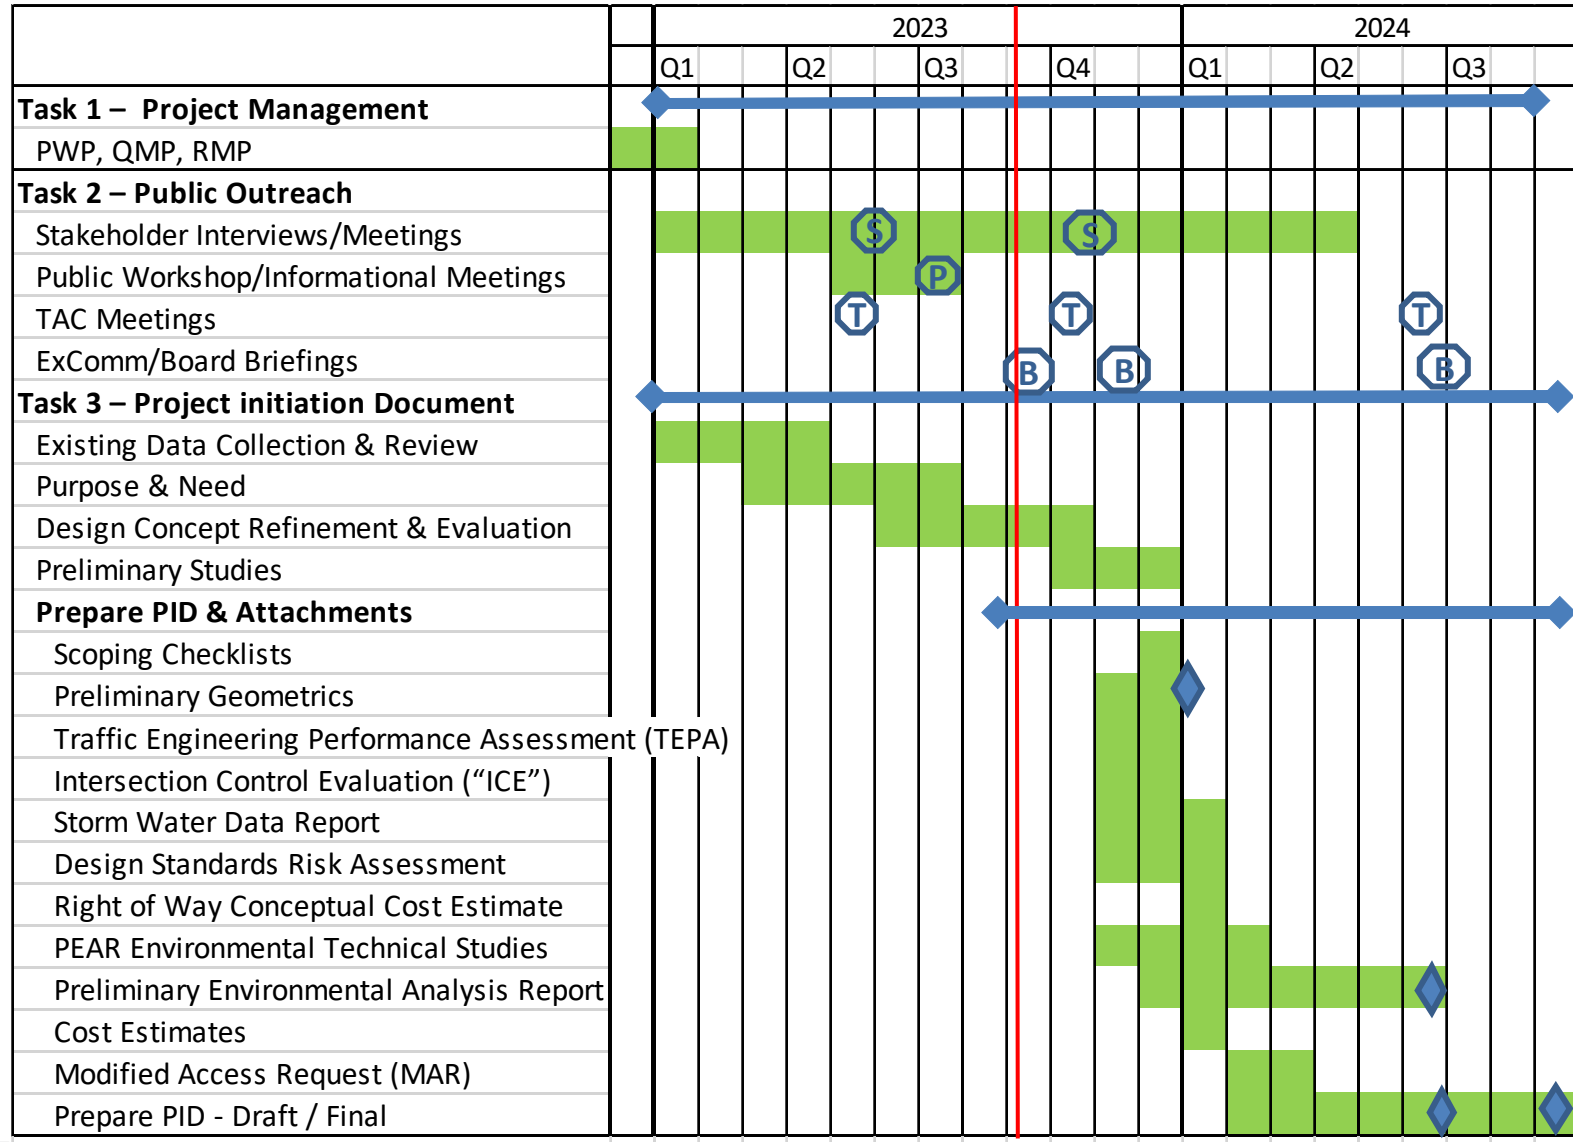 2023 2024
Q1 Q2 Q3 Q4 Q1 Q2 Q3
Task 1 – Project Management
PWP, QMP, RMP
Task 2 – Public Outreach
Stakeholder Interviews/Meetings S S
Public Workshop/Informational Meetings P
TAC Meetings T T T
ExComm/Board Briefings B B B
Task 3 – Project initiation Document
Existing Data Collection & Review
Purpose & Need
Design Concept Refinement & Evaluation
Preliminary Studies
Prepare PID & Attachments
Scoping Checklists
Preliminary Geometrics
Traffic Engineering Performance Assessment (TEPA)
Intersection Control Evaluation (“ICE”)
Storm Water Data Report
Design Standards Risk Assessment
Right of Way Conceptual Cost Estimate
PEAR Environmental Technical Studies
Preliminary Environmental Analysis Report
Cost Estimates
Modified Access Request (MAR)
Prepare PID - Draft / Final